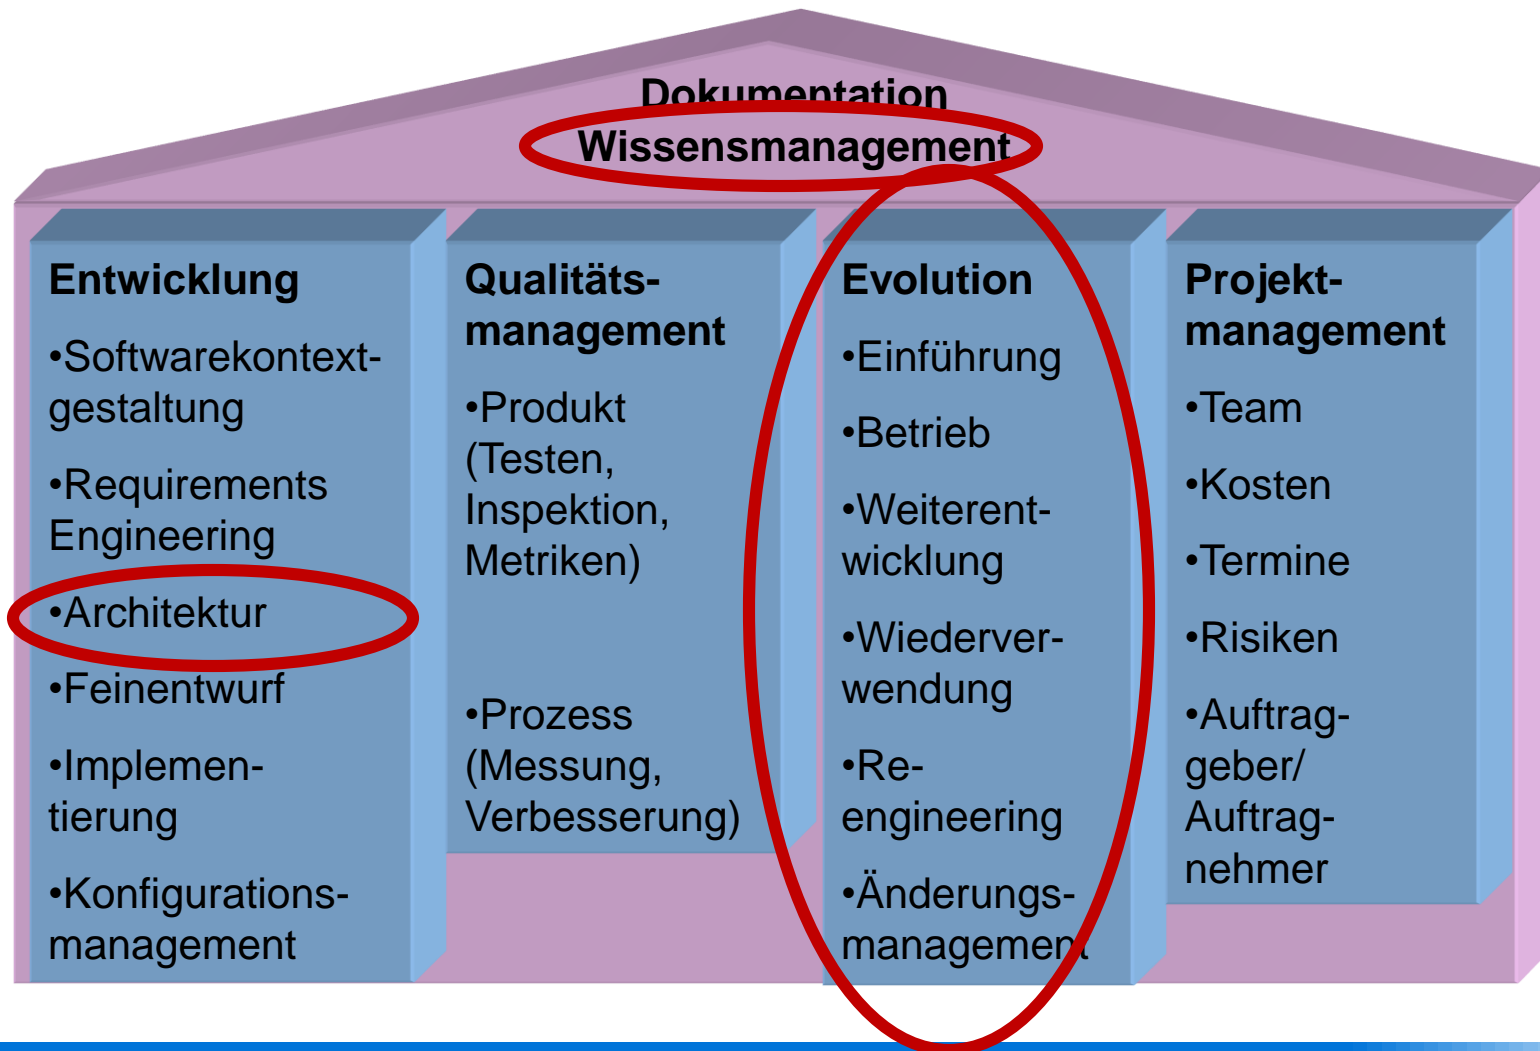 Dokumentation
Wissensmanagement
Entwicklung
•Softwarekontext-
gestaltung
•Requirements
Engineering
•Architektur
•Feinentwurf
•Implemen-
tierung
•Konfigurations-
management
Qualitäts-
management
•Produkt
(Testen,
Inspektion,
Metriken)
•Prozess
(Messung,
Verbesserung)
Evolution
•Einführung
•Betrieb
•Weiterent-
wicklung
•Wiederver-
wendung
•Re-
engineering
•Änderungs-
management
Projekt-
management
•Team
•Kosten
•Termine
•Risiken
•Auftrag-
geber/
Auftrag-
nehmer